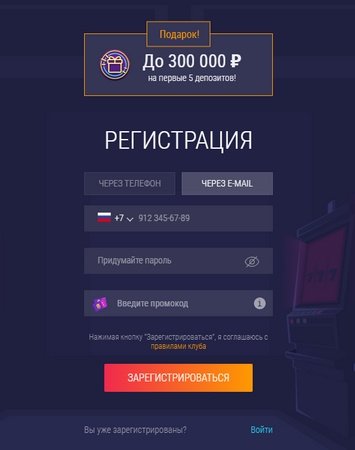 Подарок!
До 300 000 ₽
на первые 5 депозитов!
РЕГИСТРАЦИЯ
ЧЕРЕЗ ТЕЛЕФОН
ЧЕРЕЗ E-MAIL
+7 912 345-67-89
Придумайте пароль
Введите промокод
1
Нажимая кнопку "Зарегистрироваться", я соглашаюсь с
правилами клуба
ЗАРЕГИСТРИРОВАТЬСЯ
Вы уже зарегистрированы? Войти